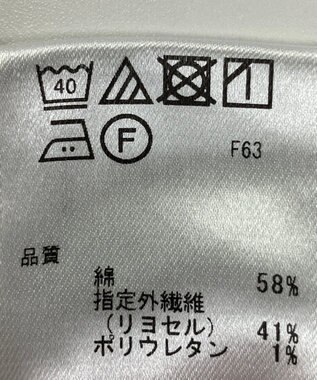 40
F F63
品質
綿 58%
指定外繊維
(リヨセル) 41%
ポリウレタン 1%